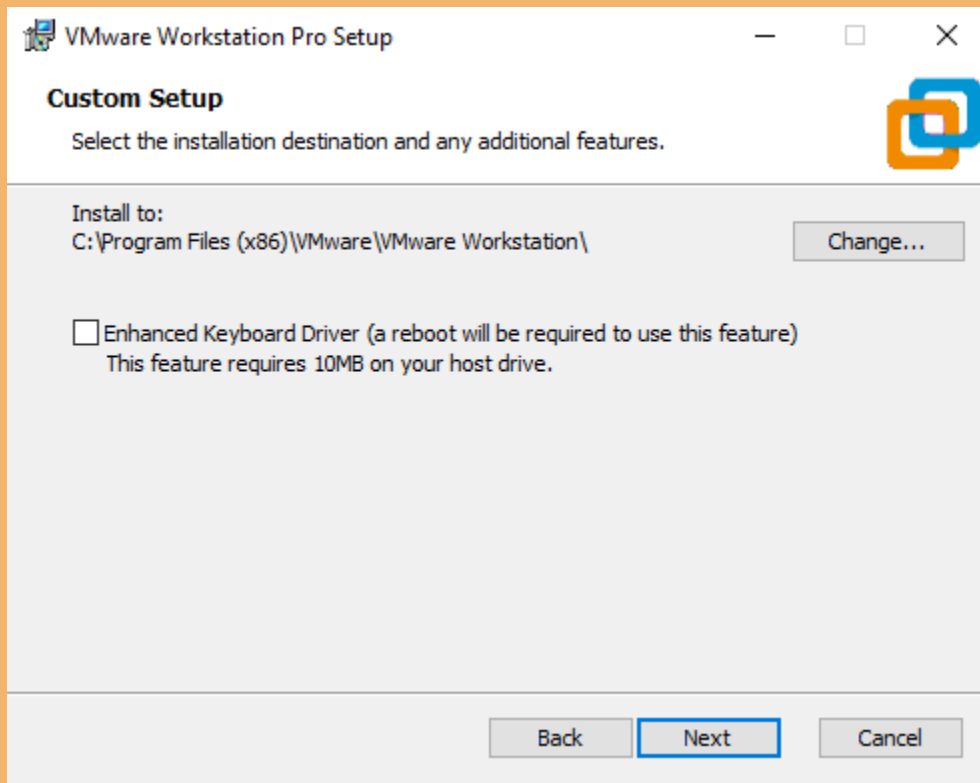 VMware Workstation Pro Setup
Custom Setup
Select the installation destination and any additional features.
Install to:
C:\Program Files (x86)\VMware\VMware Workstation\
Change...
Enhanced Keyboard Driver (a reboot will be required to use this feature)
This feature requires 10MB on your host drive.
Back Next Cancel